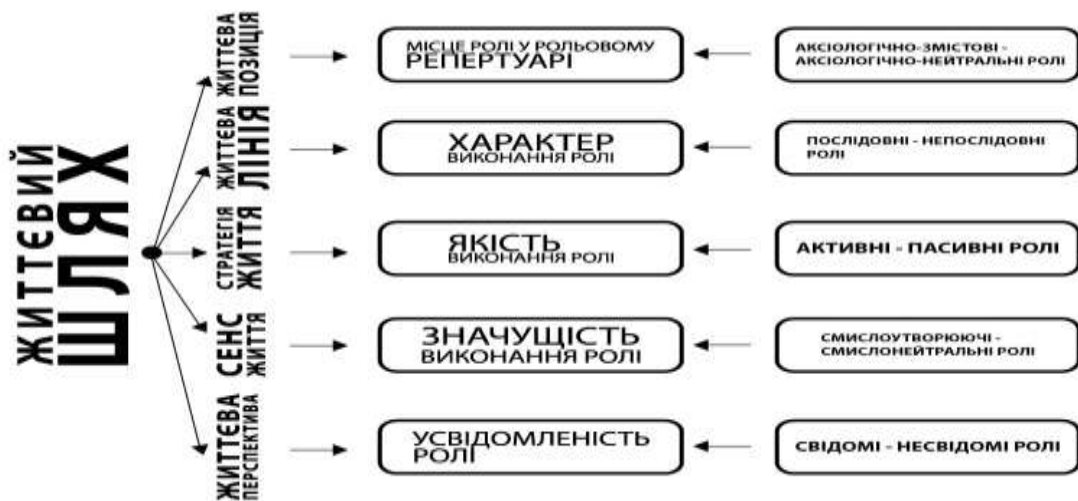 ЖИТТЄВИЙ
ШЛЯХ
ЖИТТЄВА
ПОЗИЦІЯ
МІСЦЕ РОЛІ У РОЛЬОВОМУ
РЕПЕРТУАРІ
АКСІОЛОГІЧНО-ЗМІСТОВІ -
АКСІОЛОГІЧНО-НЕЙТРАЛЬНІ РОЛІ
ЖИТТЄВА
ЛІНІЯ
ХАРАКТЕР
ВИКОНАННЯ РОЛІ
ПОСЛІДОВНІ - НЕПОСЛІДОВНІ
РОЛІ
СТРАТЕГІЯ
ЖИТТЯ
ЯКІСТЬ
ВИКОНАННЯ РОЛІ
АКТИВНІ - ПАСИВНІ РОЛІ
СЕНС
ЖИТТЯ
ЗНАЧУЩІСТЬ
ВИКОНАННЯ РОЛІ
СМИСЛОУТВОРЮЮЧІ -
СМИСЛОНЕЙТРАЛЬНІ РОЛІ
ЖИТТЄВА
ПЕРСПЕКТИВА
УСВІДОМЛЕНІСТЬ
РОЛІ
СВІДОМІ - НЕСВІДОМІ РОЛІ